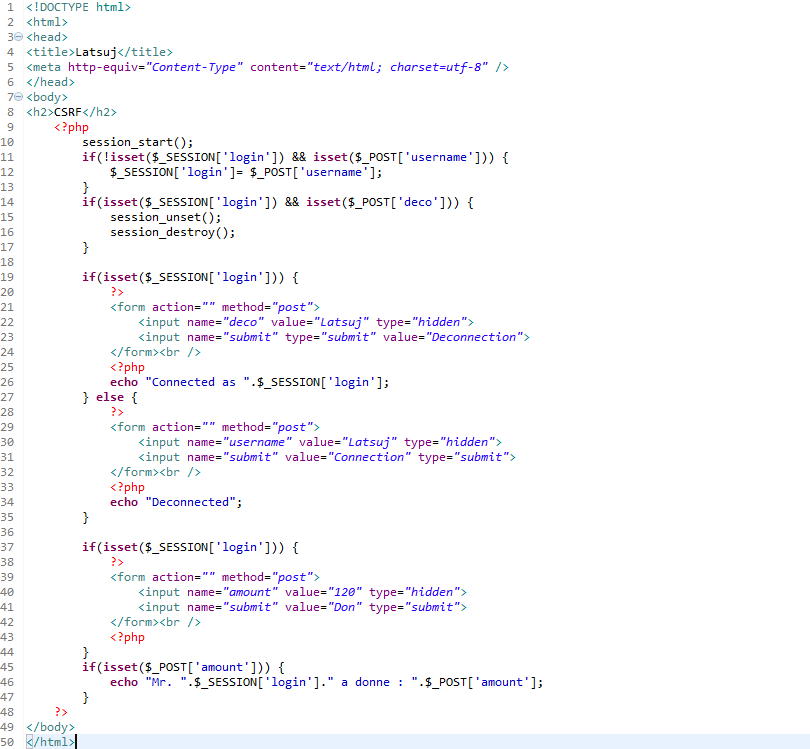 1 <!DOCTYPE html>
2 <html>
3 <head>
4 <title>Latsuj</title>
5 <meta http-equiv="Content-Type" content="text/html; charset=utf-8" />
6 </head>
7 <body>
8 <h2>CSRF</h2>
9     <?php
10         session_start();
11         if(!isset($_SESSION['login']) && isset($_POST['username'])) {
12             $_SESSION['login']= $_POST['username'];
13         }
14         if(isset($_SESSION['login']) && isset($_POST['deco'])) {
15             session_unset();
16             session_destroy();
17         }
18
19         if(isset($_SESSION['login'])) {
20             ?>
21             <form action="" method="post">
22                 <input name="deco" value="Latsuj" type="hidden">
23                 <input name="submit" type="submit" value="Deconnection">
24             </form><br />
25             <?php
26             echo "Connected as ".$_SESSION['login'];
27         } else {
28             ?>
29             <form action="" method="post">
30                 <input name="username" value="Latsuj" type="hidden">
31                 <input name="submit" value="Connection" type="submit">
32             </form><br />
33             <?php
34             echo "Deconnected";
35         }
36
37         if(isset($_SESSION['login'])) {
38             ?>
39             <form action="" method="post">
40                 <input name="amount" value="120" type="hidden">
41                 <input name="submit" value="Don" type="submit">
42             </form><br />
43             <?php
44         }
45         if(isset($_POST['amount'])) {
46             echo "Mr. ".$_SESSION['login']." a donne : ".$_POST['amount'];
47         }
48     ?>
49 </body>
50 </html>